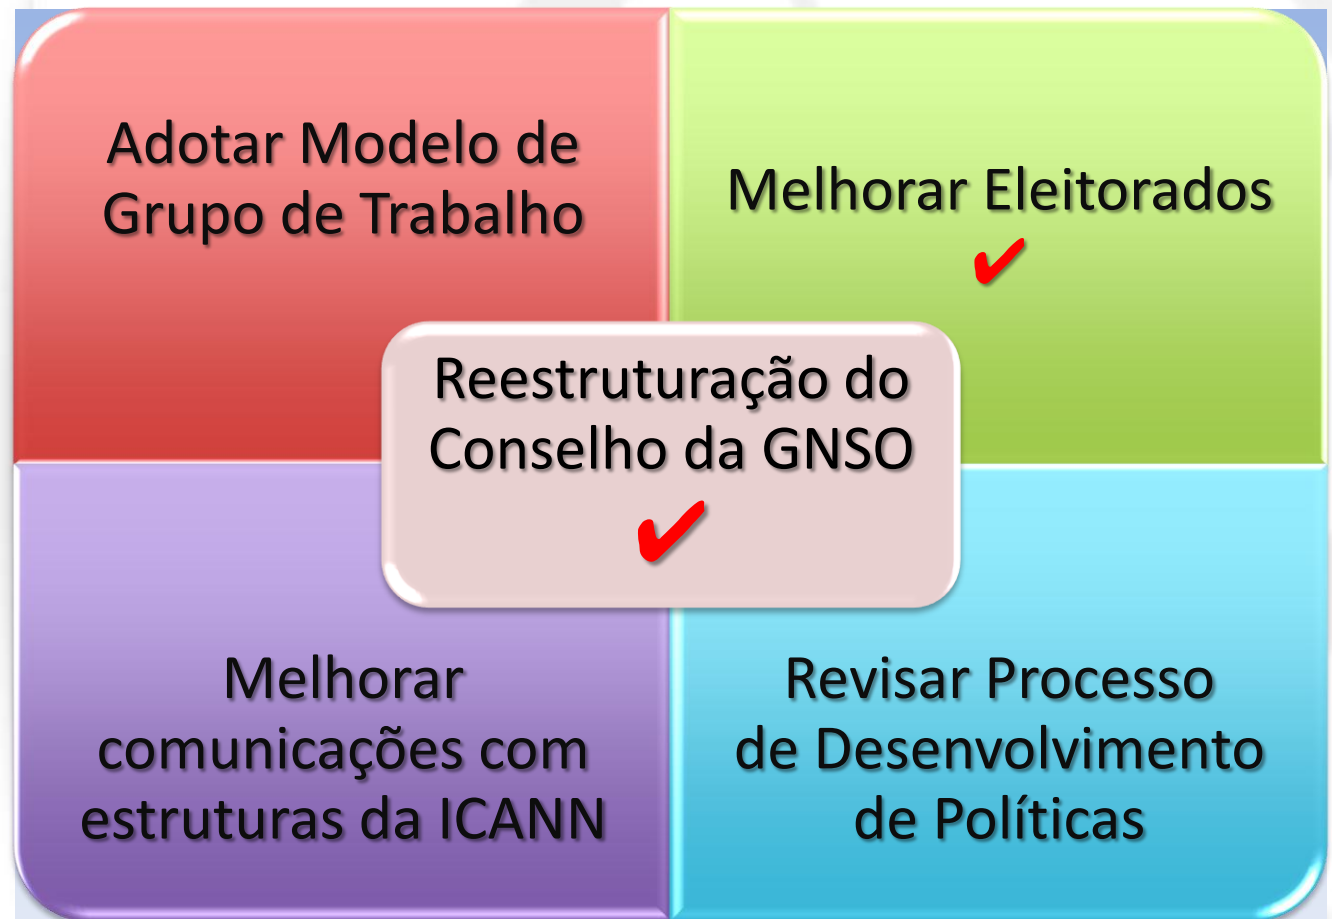 Adotar Modelo de
Grupo de Trabalho
Melhorar Eleitorados
✔
Reestruturação do
Conselho da GNSO
✔
Melhorar
comunicações com
estruturas da ICANN
Revisar Processo
de Desenvolvimento
de Políticas